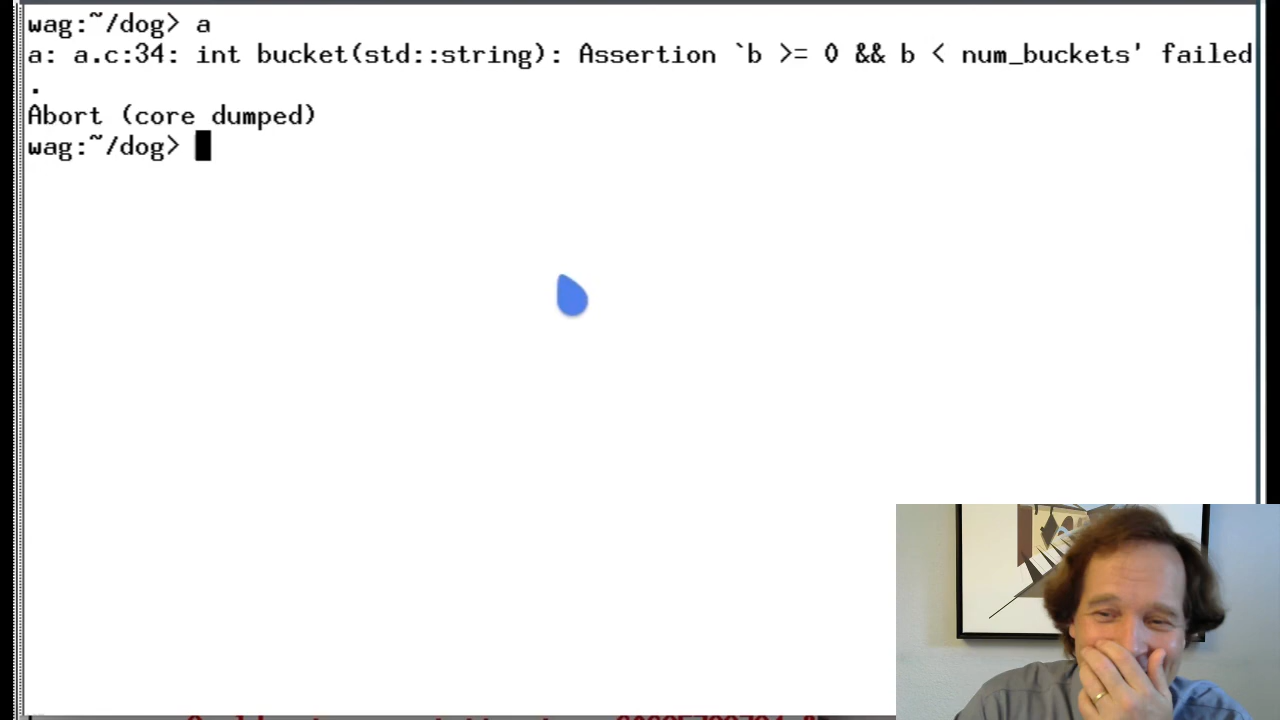 wag:~/dog> a
a: a.c:34: int bucket(std::string): Assertion `b >= 0 && b < num_buckets' failed
.
Abort (core dumped)
wag:~/dog>